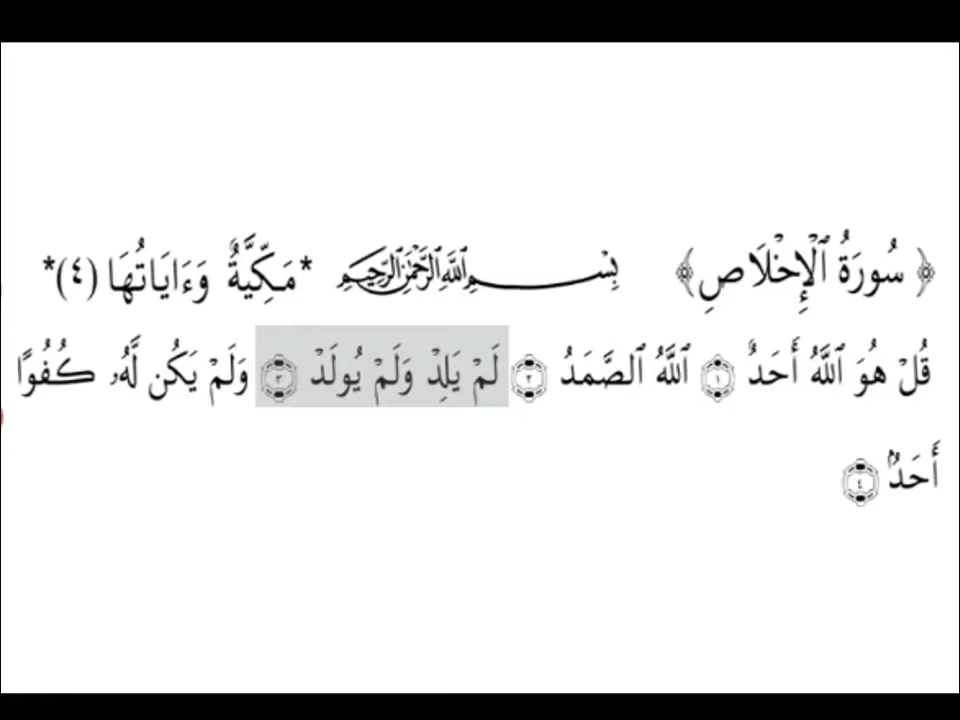 ﴿سُورَةُ ٱلْإِخْلَاصِ﴾ بِسْمِ ٱللَّهِ ٱلرَّحْمَٰنِ ٱلرَّحِيمِ *مَكِّيَّةٌ وَءَايَاتُهَا (٤)*
قُلْ هُوَ ٱللَّهُ أَحَدٌ ۝١ ٱللَّهُ ٱلصَّمَدُ ۝٢ لَمْ يَلِدْ وَلَمْ يُولَدْ ۝٣ وَلَمْ يَكُن لَّهُۥ كُفُوًا
أَحَدٌۢ ۝٤